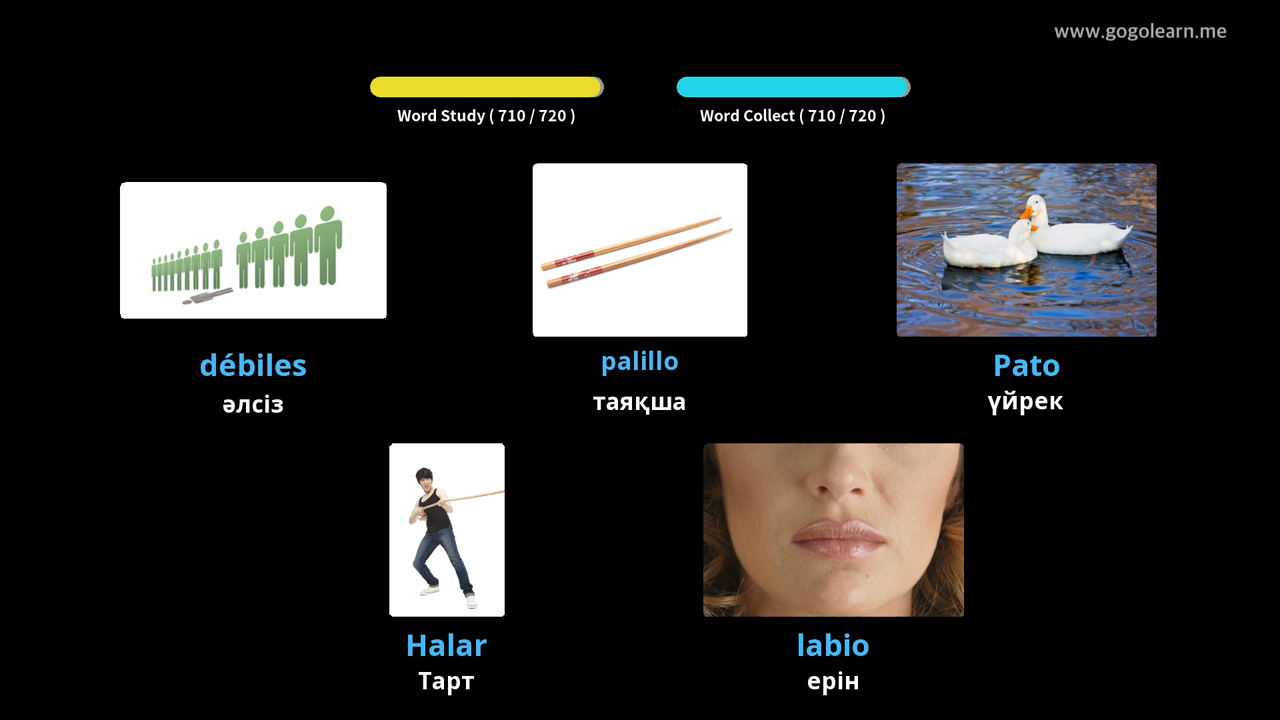 www.gogolearn.me
Word Study ( 710 / 720 )
Word Collect ( 710 / 720 )
débiles
әлсіз
palillo
таяқша
Pato
үйрек
Halar
Тарт
labio
ерін